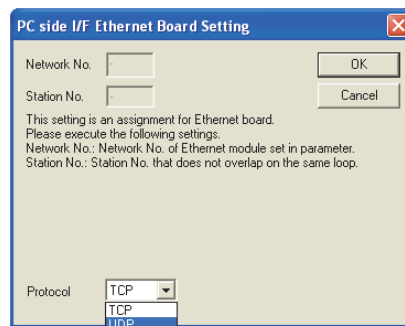 PC side I/F Ethernet Board Setting
Network No.
-
OK
Station No.
-
Cancel
This setting is an assignment for Ethernet board.
Please execute the following settings.
Network No.: Network No. of Ethernet module set in parameter.
Station No.: Station No. that does not overlap on the same loop.
Protocol
TCP
TCP
UDP